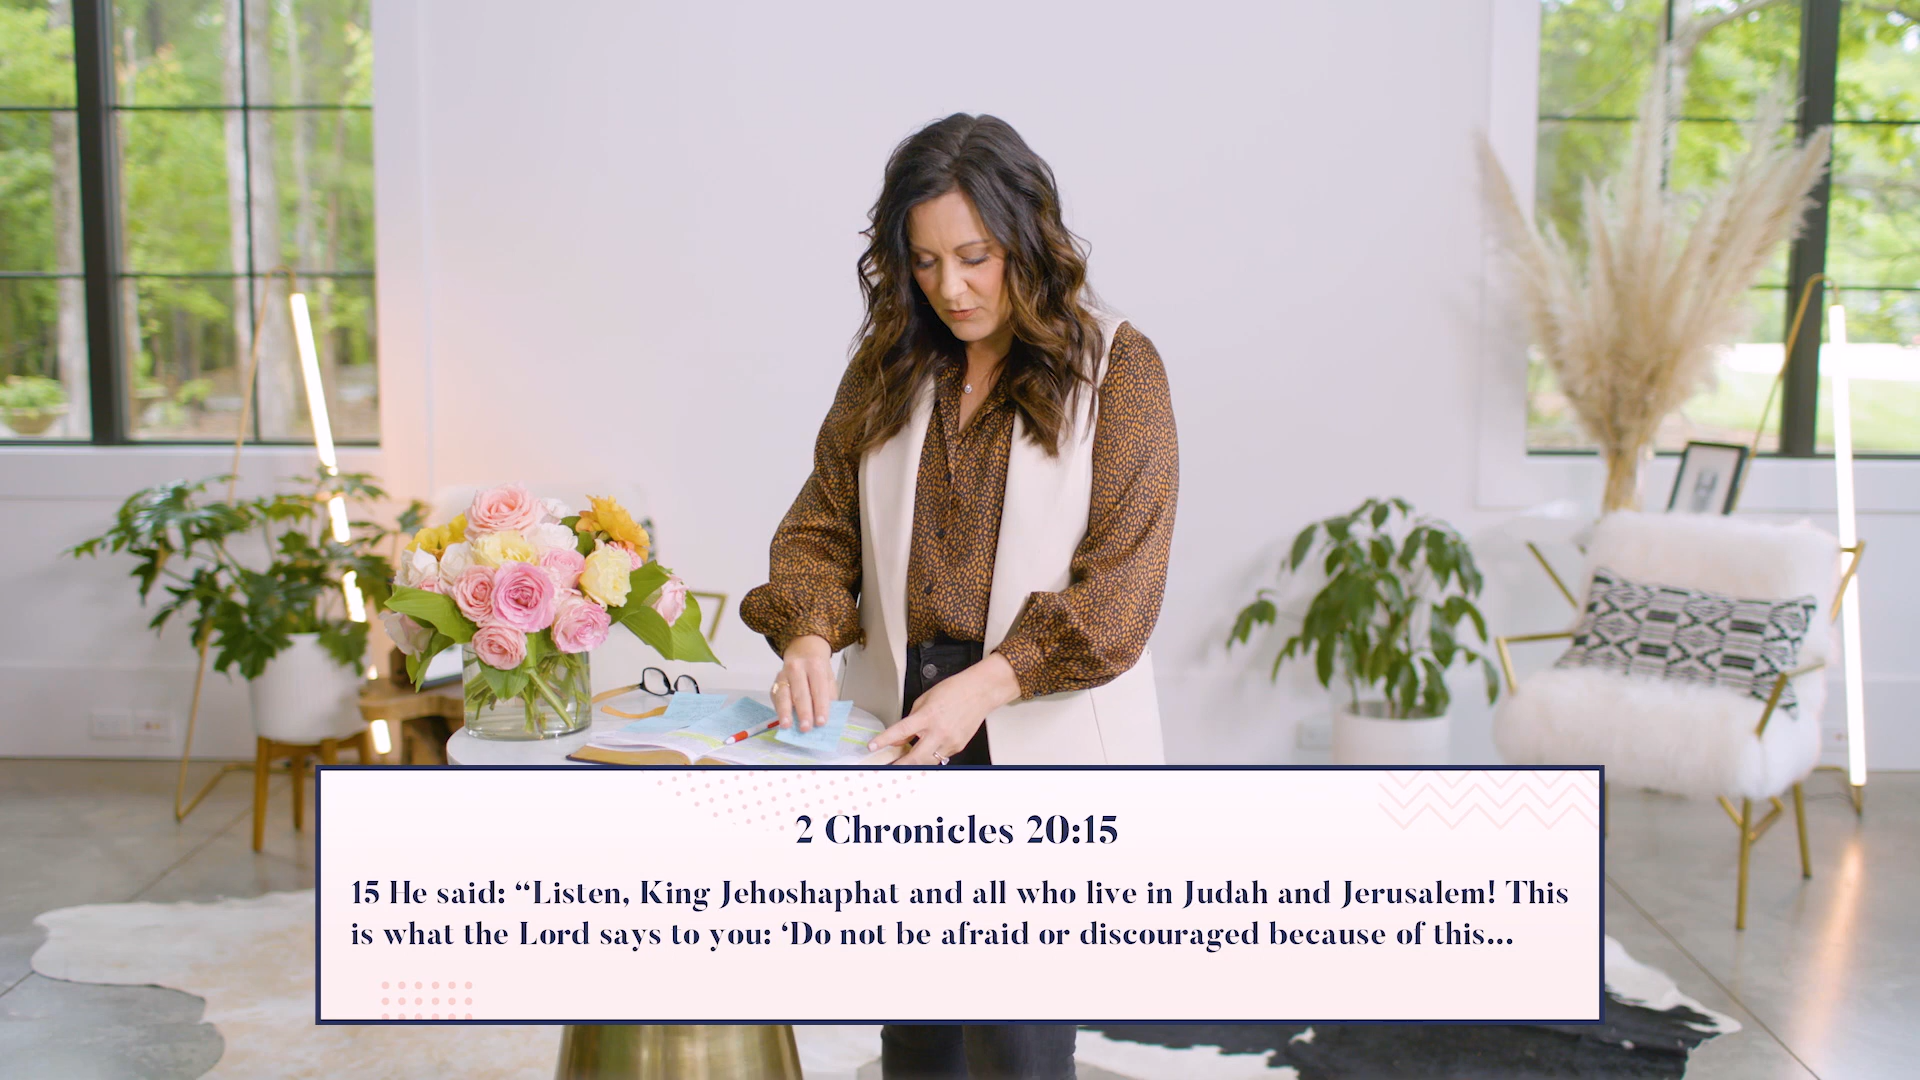 2 Chronicles 20:15
15 He said: “Listen, King Jehoshaphat and all who live in Judah and Jerusalem! This
is what the Lord says to you: ‘Do not be afraid or discouraged because of this...